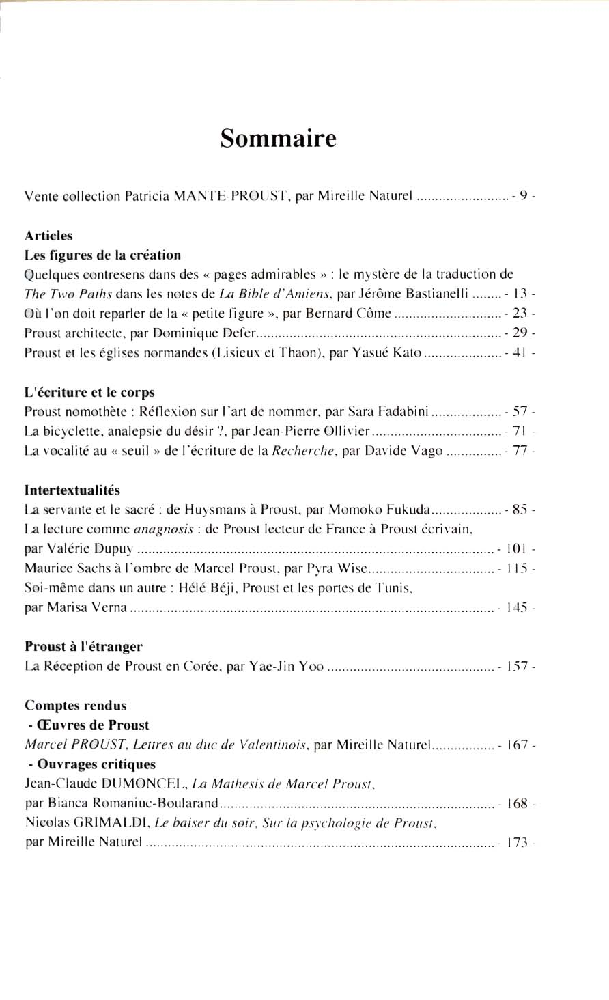 Sommaire
Vente collection Patricia MANTE-PROUST, par Mireille Naturel ......................... - 9 -
Articles
Les figures de la création
Quelques contresens dans des « pages admirables » : le mystère de la traduction de
The Two Paths dans les notes de La Bible d'Amiens, par Jérôme Bastianelli ........ - 13 -
Où l'on doit reparler de la « petite figure », par Bernard Côme ............................. - 23 -
Proust architecte, par Dominique Defer.................................................................. - 29 -
Proust et les églises normandes (Lisieux et Thaon), par Yasué Kato ..................... - 41 -
L'écriture et le corps
Proust nomothète : Réflexion sur l'art de nommer, par Sara Fadabini ................... - 57 -
La bicyclette, analepsie du désir ?, par Jean-Pierre Ollivier................................... - 71 -
La vocalité au « seuil » de l'écriture de la Recherche, par Davide Vago ............... - 77 -
Intertextualités
La servante et le sacré : de Huysmans à Proust, par Momoko Fukuda................... - 85 -
La lecture comme anagnosis : de Proust lecteur de France à Proust écrivain,
par Valérie Dupuy ................................................................................................ - 101 -
Maurice Sachs à l'ombre de Marcel Proust, par Pyra Wise.................................. - 115 -
Soi-même dans un autre : Hélé Béji, Proust et les portes de Tunis,
par Marisa Verna .................................................................................................. - 145 -
Proust à l'étranger
La Réception de Proust en Corée, par Yae-Jin Yoo ............................................. - 157 -
Comptes rendus
- Œuvres de Proust
Marcel PROUST, Lettres au duc de Valentinois, par Mireille Naturel................. - 167 -
- Ouvrages critiques
Jean-Claude DUMONCEL, La Mathesis de Marcel Proust,
par Bianca Romaniuc-Boularand.......................................................................... - 168 -
Nicolas GRIMALDI, Le baiser du soir, Sur la psychologie de Proust,
par Mireille Naturel .............................................................................................. - 173 -